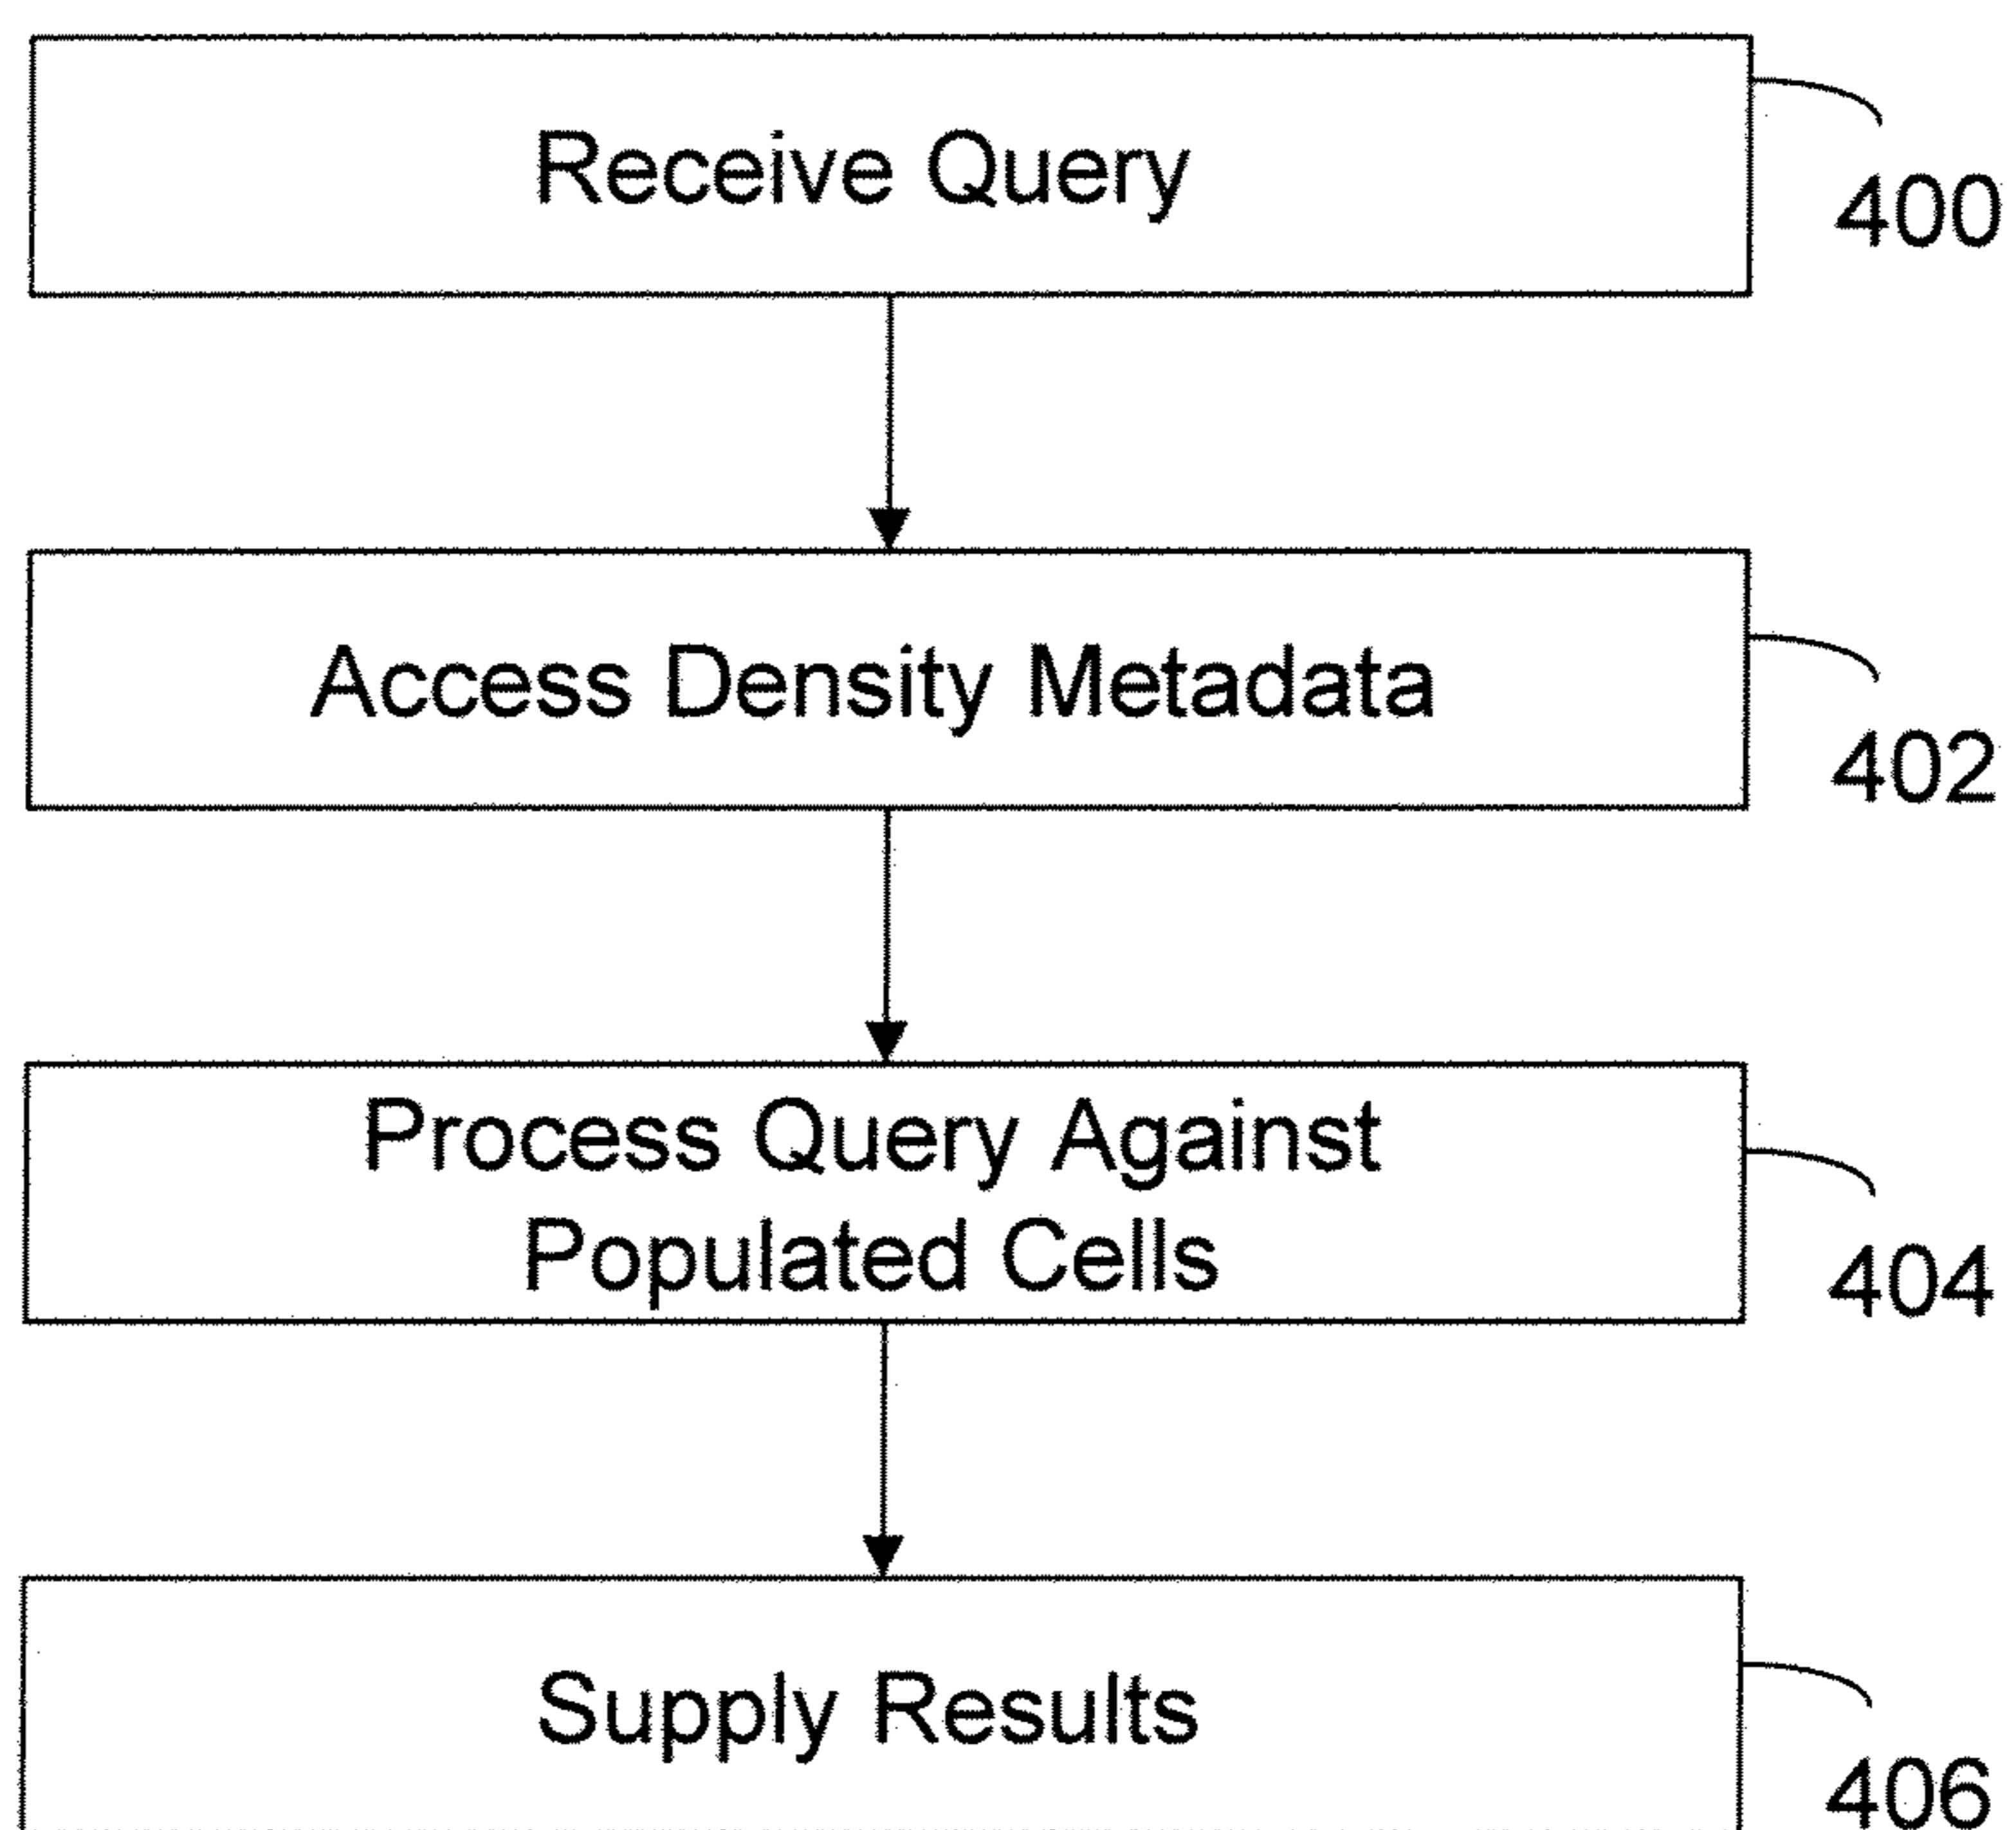 Receive Query
400
Access Density Metadata
402
Process Query Against
Populated Cells
404
Supply Results
406